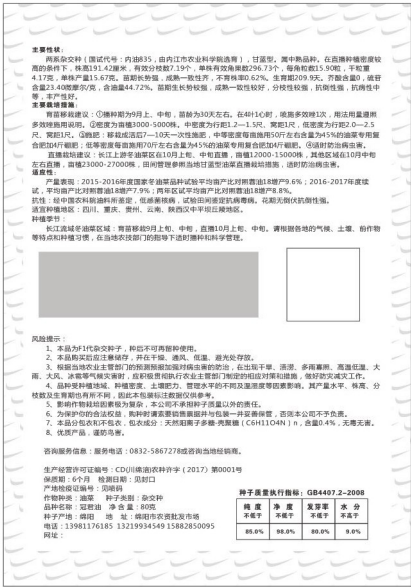 主要性状：
两系杂交种（国试代号：内油835，由内江市农业科学院选育），甘蓝型。属中熟品种。在直播种植密度较
高的条件下，株高191.42厘米，有效分枝数7.19个，单株有效角果数296.73个，每角粒数15.90粒，千粒重
4.17克，单株产量15.67克。苗期长势强，成熟一致性齐，不育株率0.62%。生育期209.9天。芥酸含量0，硫苷
含量23.40微摩尔/克，含油量44.72%。苗期生长势较强，成熟一致性较好，分枝性较强，抗倒性强，抗病性中
等，丰产性好。
主要栽培措施：
育苗移栽建议：①播种期为9月上、中旬，苗龄为30天左右。在4叶1心时，喷施多效唑1次，用法用量遵照
多效唑施用说明。②密度为亩植3000-5000株。中密度为行距1.2—1.5尺、窝距1尺，低密度为行距2.0—2.5
尺、窝距1尺。③施肥：移栽成活后7—10天一次性施肥，中等密度每亩施用50斤左右含量为45%的油菜专用复
合肥加4斤硼肥；低等密度每亩施用70斤左右含量为45%的油菜专用复合肥加4斤硼肥。④适时防治病虫害。
直播栽培建议：长江上游冬油菜区在10月上旬、中旬直播，亩植12000-15000株，其他区域在10月中旬
左右直播，亩植23000-27000株，田间管理参照当地甘蓝型油菜直播栽培措施，适时防治病虫害。
适应性：
产量表现：2015-2016年度国家冬油菜品种试验平均亩产比对照蓉油18增产9.6%；2016-2017年度续
试，平均亩产比对照蓉油18增产7.9%；两年区试平均亩产比对照蓉油18增产8.8%。
抗性：经中国农科院油料所鉴定，低感菌核病，试验田间鉴定抗病毒病。花期无倒伏抗倒性强。
适宜种植地区：四川、重庆、贵州、云南、陕西汉中平坝丘陵地区。
种植季节：
长江流域冬油菜区域：育苗移栽9月上旬、中旬，直播10月上旬、中旬。请根据各地的气候、土壤、前作物
等特点和种植习惯，在当地农技部门的指导下适时播种和科学管理。
风险提示：
1、本品为F1代杂交种子，种后不可再留种使用。
2、本品购买后应注意储存，并在干燥、通风、低温、避光处存放。
3、根据当地农业主管部门的预测预报加强对病虫害的防治，在出现干旱、渍涝、多雨寡照、高温低温、大
雨、大风、冰雹等气候灾害时，应积极贯彻执行农业主管部门制定的相应对策和措施，做好防灾减灾工作。
4、品种受种植地域、种植密度、土壤肥力、管理水平的不同及温湿度等因素影响。其产量水平、株高、分
枝数及生育期也有所不同，因此本包装标注数据仅供参考。
5、影响作物栽培因素极为复杂，本公司不承担种子质量以外的责任。
6、为保护你的合法权益，购种时请索要销售票据并与包装一并妥善保管，否则本公司不予负责。
7、本品分包衣和不包衣，包衣成分：天然阳离子多糖-壳聚糖（C6H11O4N）n，含量0.4%，无毒无害。
8、优质产品，谨防鸟害。
咨询服务信息：服务电话：0832-5867278或咨询当地经销商。
生产经营许可证编号：CD(川绵涪)农种许字（2017）第0001号
保质期：6个月 检测日期：见封口
产地检疫证编号：见喷码
作物种类：油菜 种子类别：杂交种
品种名称：冠君油 净含量：80克
种子产地：绵阳 地 址：绵阳市农资批发市场
电话：13981176185 13219934549 15882850095
网址：
种子质量执行指标：GB4407.2—2008
纯 度 净 度 发芽率 水 分
不低于 不低于 不低于 不高于
85.0% 98.0% 80.0% 9.0%